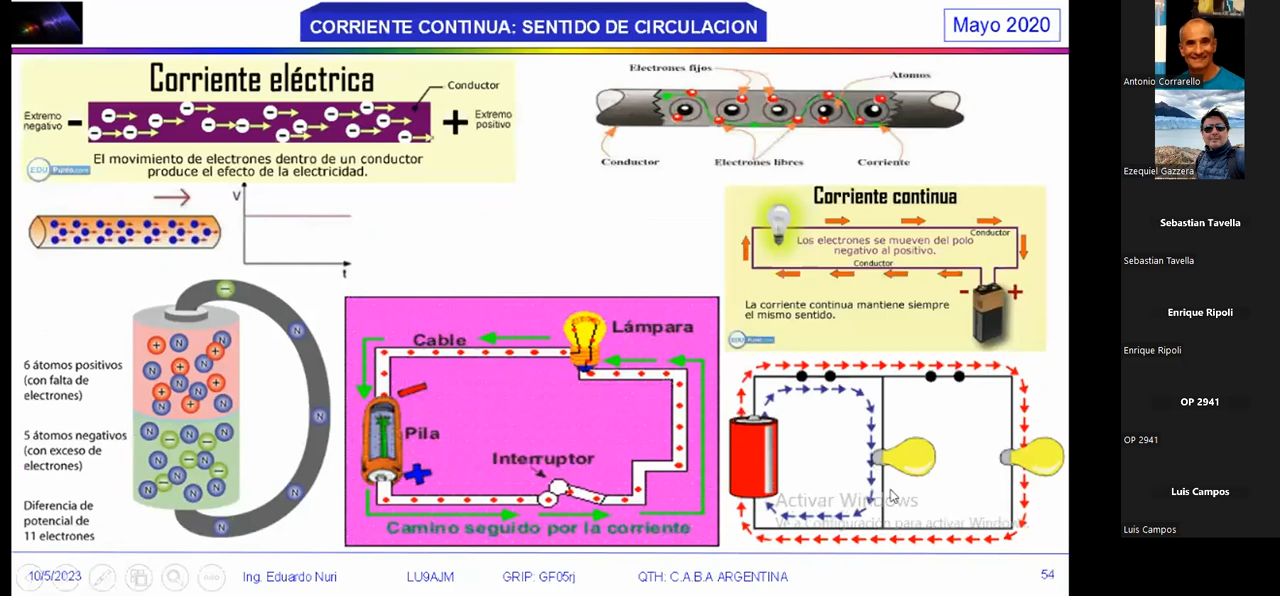 CORRIENTE CONTINUA: SENTIDO DE CIRCULACION
Mayo 2020
Corriente eléctrica
Conductor
Extremo
negativo
-
+
Extremo
positivo
El movimiento de electrones dentro de un conductor
produce el efecto de la electricidad.
EDU Purso.com
Electrones fijos
Atomos
Conductor
Electrones libres
Corriente
V
t
Corriente continua
Conductor
Los electrones se mueven del polo
negativo al positivo.
Conductor
- +
La corriente continua mantiene siempre
el mismo sentido.
6 átomos positivos
(con falta de
electrones)
5 átomos negativos
(con exceso de
electrones)
Diferencia de
potencial de
11 electrones
Cable
Lámpara
Pila
Interruptor
Camino seguido por la corriente
Activar Windows
Ve a Configuración para activar Windows.
10/5/2023
Ing. Eduardo Nuri
LU9AJM
GRIP: GF05rj
QTH: C.A.B.A ARGENTINA
54
Antonio Corrarello
Ezequiel Gazzera
Sebastian Tavella
Sebastian Tavella
Enrique Ripoli
Enrique Ripoli
OP 2941
OP 2941
Luis Campos
Luis Campos